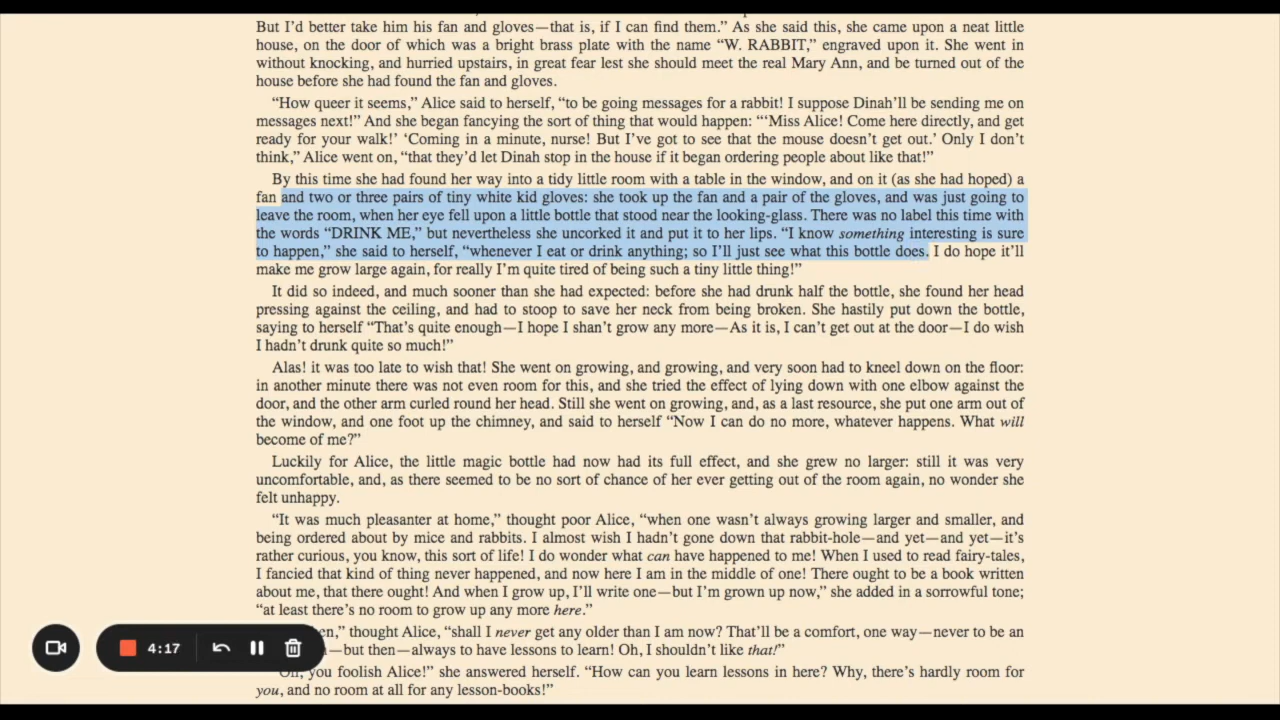 But I’d better take him his fan and gloves—that is, if I can find them.” As she said this, she came upon a neat little
house, on the door of which was a bright brass plate with the name “W. RABBIT,” engraved upon it. She went in
without knocking, and hurried upstairs, in great fear lest she should meet the real Mary Ann, and be turned out of the
house before she had found the fan and gloves.
“How queer it seems,” Alice said to herself, “to be going messages for a rabbit! I suppose Dinah’ll be sending me on
messages next!” And she began fancying the sort of thing that would happen: “‘Miss Alice! Come here directly, and get
ready for your walk!’ ‘Coming in a minute, nurse! But I’ve got to see that the mouse doesn’t get out.’ Only I don’t
think,” Alice went on, “that they’d let Dinah stop in the house if it began ordering people about like that!”
By this time she had found her way into a tidy little room with a table in the window, and on it (as she had hoped) a
fan and two or three pairs of tiny white kid gloves: she took up the fan and a pair of the gloves, and was just going to
leave the room, when her eye fell upon a little bottle that stood near the looking-glass. There was no label this time with
the words “DRINK ME,” but nevertheless she uncorked it and put it to her lips. “I know something interesting is sure
to happen,” she said to herself, “whenever I eat or drink anything; so I’ll just see what this bottle does. I do hope it’ll
make me grow large again, for really I’m quite tired of being such a tiny little thing!”
It did so indeed, and much sooner than she had expected: before she had drunk half the bottle, she found her head
pressing against the ceiling, and had to stoop to save her neck from being broken. She hastily put down the bottle,
saying to herself “That’s quite enough—I hope I shan’t grow any more—As it is, I can’t get out at the door—I do wish
I hadn’t drunk quite so much!”
Alas! it was too late to wish that! She went on growing, and growing, and very soon had to kneel down on the floor:
in another minute there was not even room for this, and she tried the effect of lying down with one elbow against the
door, and the other arm curled round her head. Still she went on growing, and, as a last resource, she put one arm out of
the window, and one foot up the chimney, and said to herself “Now I can do no more, whatever happens. What will
become of me?”
Luckily for Alice, the little magic bottle had now had its full effect, and she grew no larger: still it was very
uncomfortable, and, as there seemed to be no sort of chance of her ever getting out of the room again, no wonder she
felt unhappy.
“It was much pleasanter at home,” thought poor Alice, “when one wasn’t always growing larger and smaller, and
being ordered about by mice and rabbits. I almost wish I hadn’t gone down that rabbit-hole—and yet—and yet—it’s
rather curious, you know, this sort of life! I do wonder what can have happened to me! When I used to read fairy-tales,
I fancied that kind of thing never happened, and now here I am in the middle of one! There ought to be a book written
about me, that there ought! And when I grow up, I’ll write one—but I’m grown up now,” she added in a sorrowful tone;
“at least there’s no room to grow up any more here.”
thought Alice, “shall I never get any older than I am now? That’ll be a comfort, one way—never to be an
—but then—always to have lessons to learn! Oh, I shouldn’t like that!”
4:17
you foolish Alice!” she answered herself. “How can you learn lessons in here? Why, there’s hardly room for
you, and no room at all for any lesson-books!”